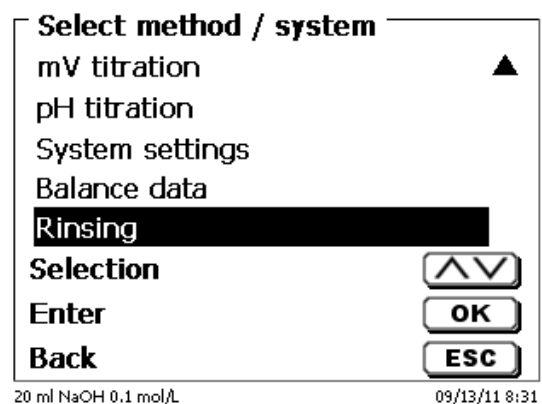 Select method / system
mV titration
pH titration
System settings
Balance data
Rinsing
Selection
Enter OK
Back ESC
20 ml NaOH 0.1 mol/L 09/13/11 8:31